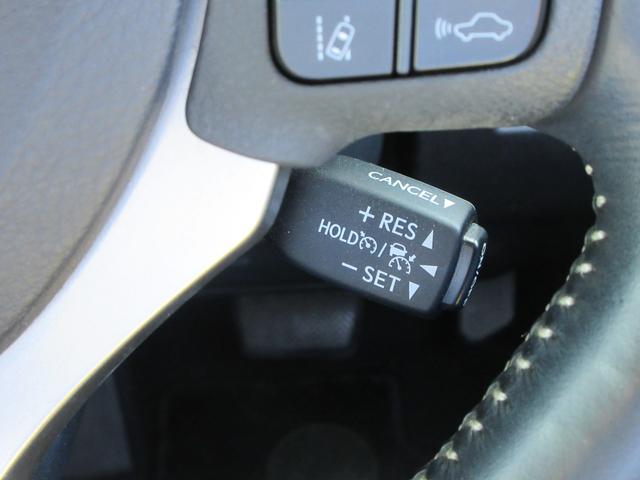 CANCEL▼
+ RES ▲
HOLD /
− SET ▼